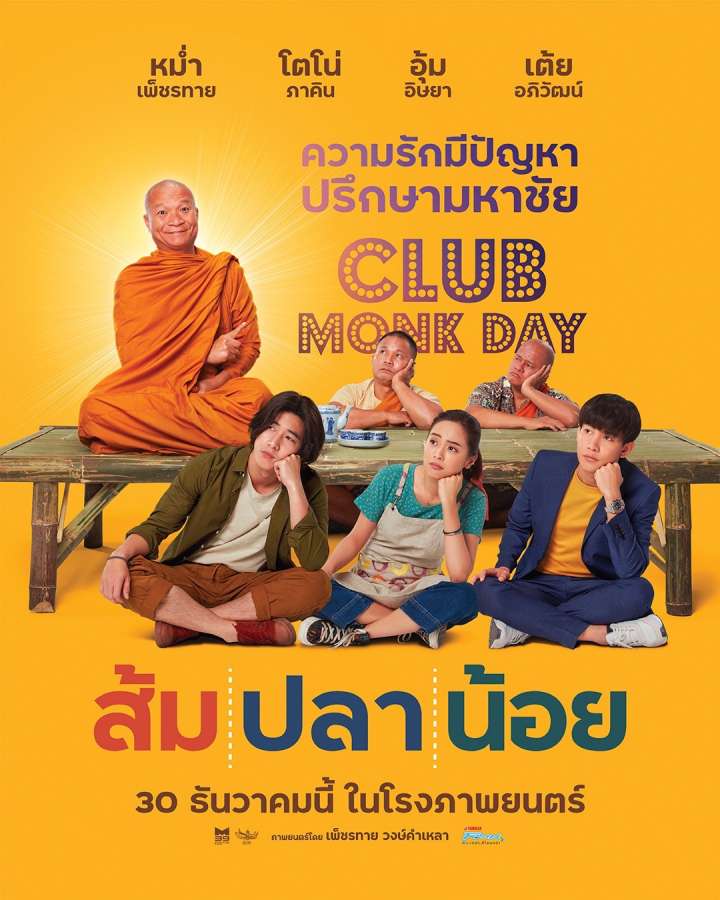 หม่ำ
เพ็ชรทาย
โตโน่
ภาคิน
อุ้ม
อิษยา
เต้ย
อภิวัฒน์
ความรักมีปัญหา
ปรึกษามหาชัย
CLUB
MONK DAY
ส้ม ปลา น้อย
30 ธันวาคมนี้ ในโรงภาพยนตร์
M
39
ภาพยนตร์โดย เพ็ชรทาย วงษ์คำเหลา